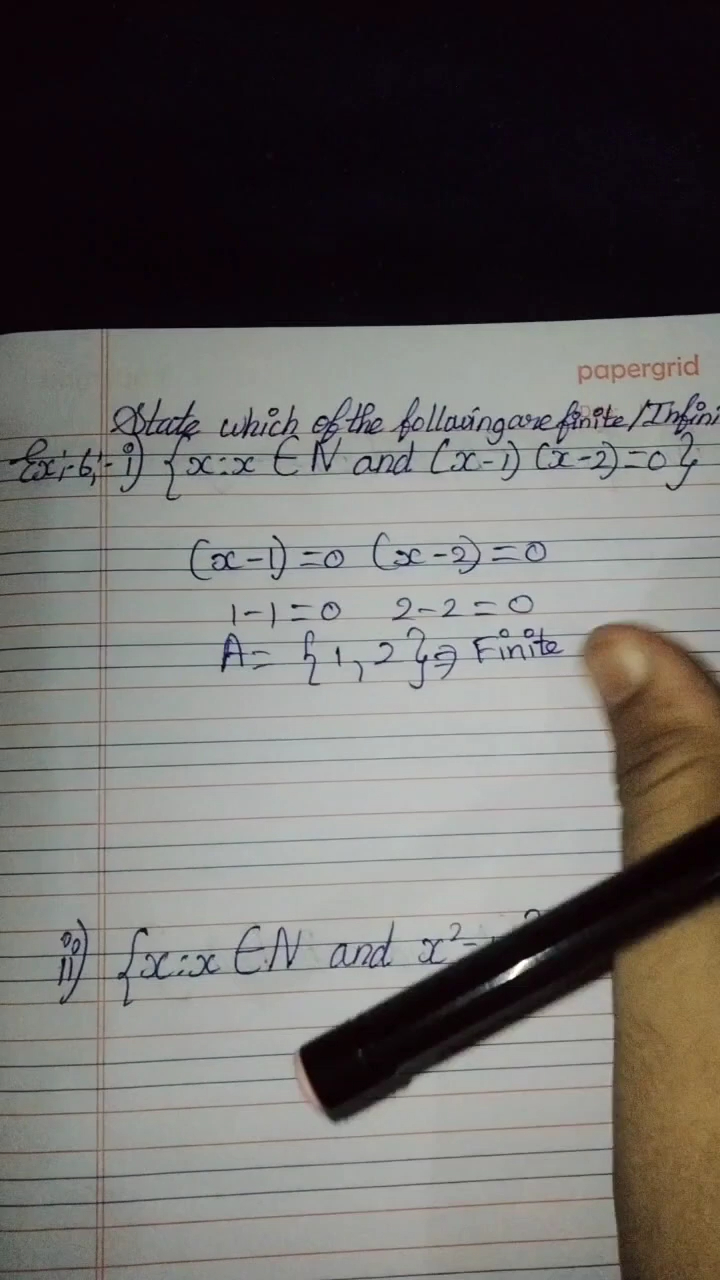 papergrid
State which of the following are finite/Infini
Ex:-6:- i) {x:x ∈ N and (x-1) (x-2)=0}
(x-1)=0 (x-2)=0
1-1=0 2-2=0
A= {1,2} ⇒ Finite
ii) {x:x ∈ N and x²